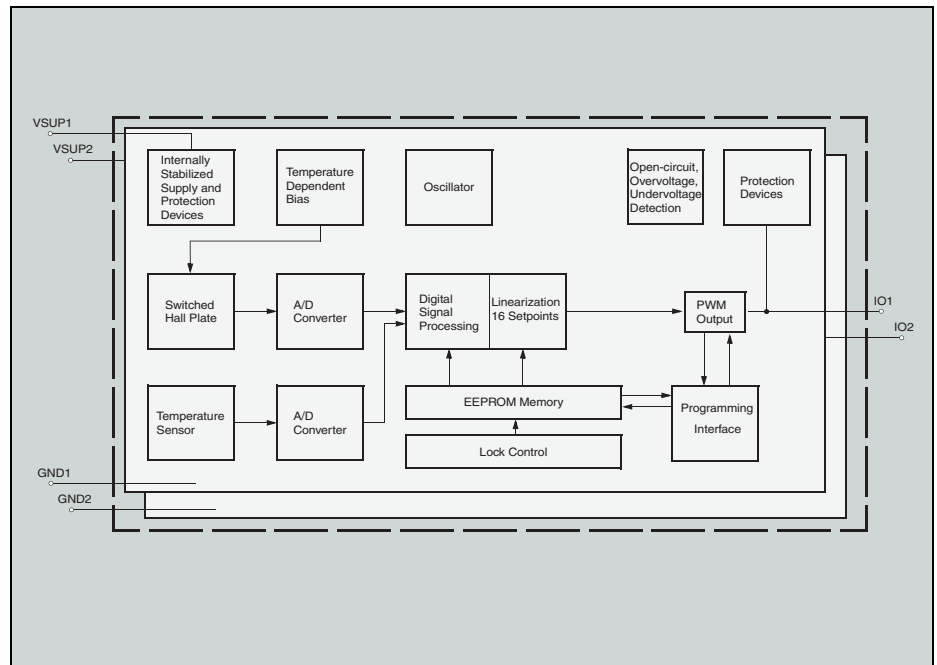 VSUP1
VSUP2
Internally
Stabilized
Supply and
Protection
Devices
Temperature
Dependent
Bias
Oscillator
Open-circuit,
Overvoltage,
Undervoltage
Detection
Protection
Devices
Switched
Hall Plate
A/D
Converter
Digital
Signal
Processing
Linearization
16 Setpoints
PWM
Output
IO1
IO2
Temperature
Sensor
A/D
Converter
EEPROM Memory
Lock Control
Programming
Interface
GND1
GND2